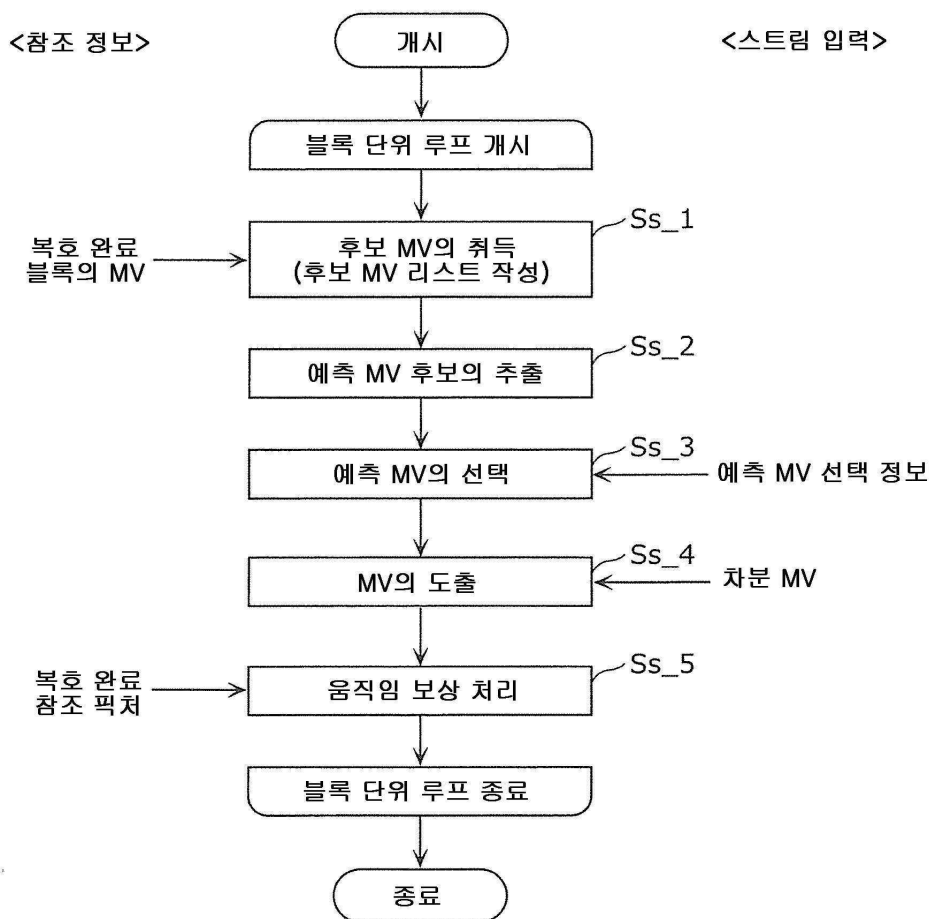 <참조 정보>
개시
<스트림 입력>
블록 단위 루프 개시
Ss_1
복호 완료
블록의 MV
후보 MV의 취득
(후보 MV 리스트 작성)
Ss_2
예측 MV 후보의 추출
Ss_3
예측 MV의 선택
예측 MV 선택 정보
Ss_4
MV의 도출
차분 MV
Ss_5
복호 완료
참조 픽처
움직임 보상 처리
블록 단위 루프 종료
종료